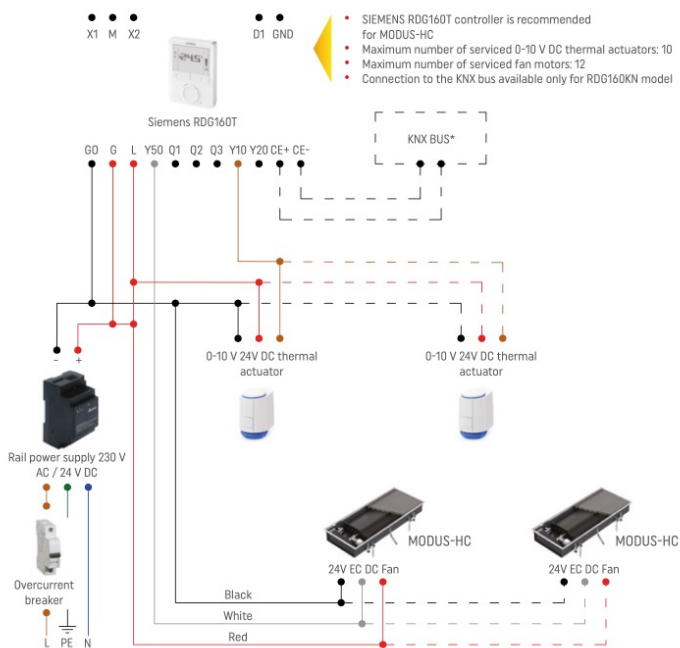 X1 M X2
D1 GND
• SIEMENS RDG160T controller is recommended
for MODUS-HC
• Maximum number of serviced 0-10 V DC thermal actuators: 10
• Maximum number of serviced fan motors: 12
• Connection to the KNX bus available only for RDG160KN model
Siemens RDG160T
KNX BUS*
G0 G L Y50 Q1 Q2 Q3 Y10 Y20 CE+ CE-
- +
0-10 V 24V DC thermal
actuator
0-10 V 24V DC thermal
actuator
Rail power supply 230 V
AC / 24 V DC
MODUS-HC
MODUS-HC
24V EC DC Fan
24V EC DC Fan
Overcurrent
breaker
Black
White
Red
L PE N